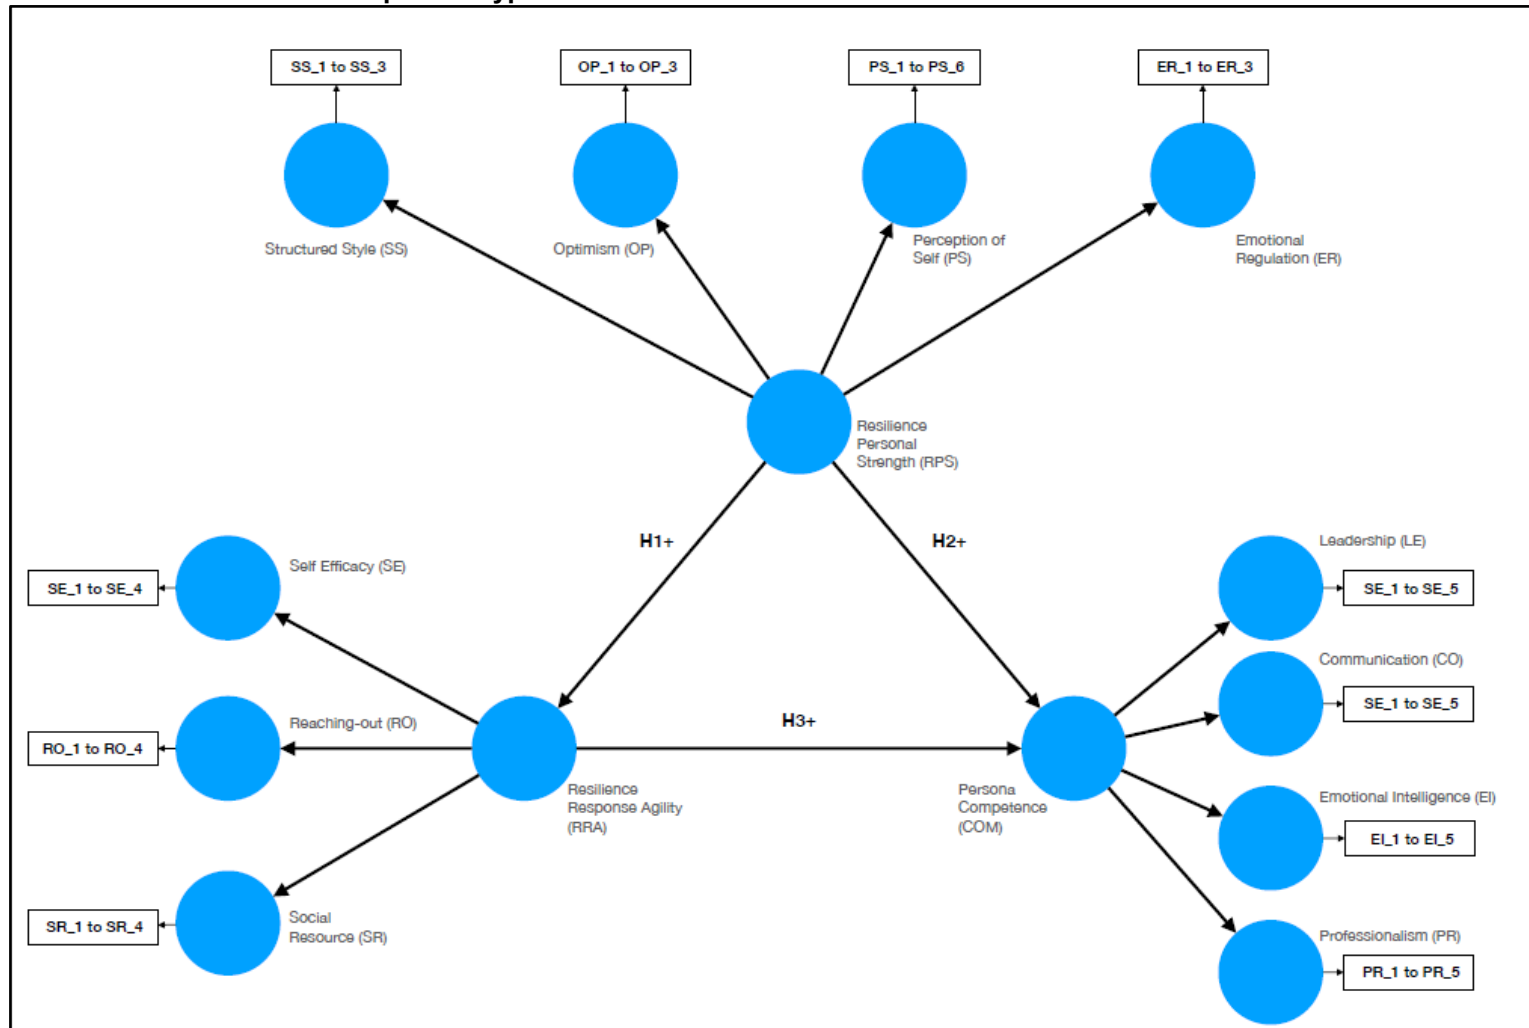 SS_1 to SS_3
OP_1 to OP_3
PS_1 to PS_6
ER_1 to ER_3
Structured Style (SS)
Optimism (OP)
Perception of
Self (PS)
Emotional
Regulation (ER)
Resilience
Personal
Strength (RPS)
H1+
H2+
Self Efficacy (SE)
SE_1 to SE_4
Leadership (LE)
SE_1 to SE_5
Communication (CO)
SE_1 to SE_5
Reaching-out (RO)
RO_1 to RO_4
H3+
Resilience
Response Agility
(RRA)
Persona
Competence
(COM)
Emotional Intelligence (EI)
EI_1 to EI_5
Social
Resource (SR)
SR_1 to SR_4
Professionalism (PR)
PR_1 to PR_5